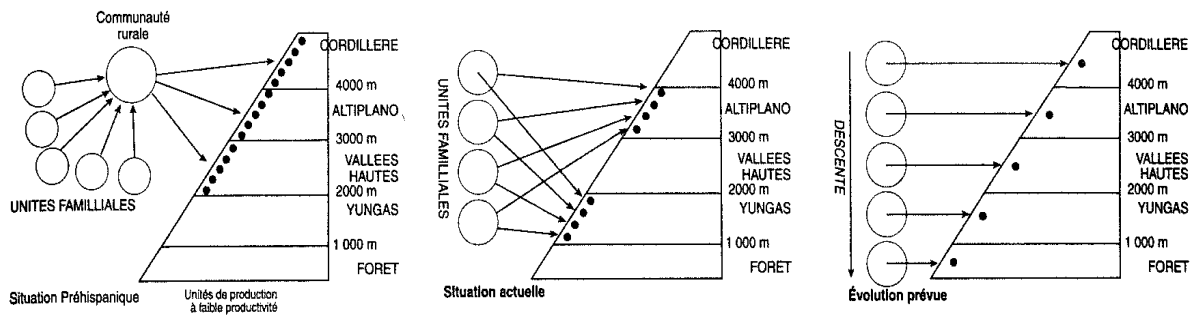 Communauté
rurale
CORDILLERE
4000 m
ALTIPLANO
3000 m
VALLEES
HAUTES
2000 m
YUNGAS
1 000 m
FORET
UNITES FAMILLIALES
Situation Préhispanique
Unités de production
à faible productivité
UNITES FAMILLIALES
CORDILLERE
4000 m
ALTIPLANO
3000 m
VALLEES
HAUTES
2000 m
YUNGAS
1 000 m
FORET
Situation actuelle
DESCENTE
CORDILLERE
4000 m
ALTIPLANO
3000 m
VALLEES
HAUTES
2000 m
YUNGAS
1 000 m
FORET
Évolution prévue